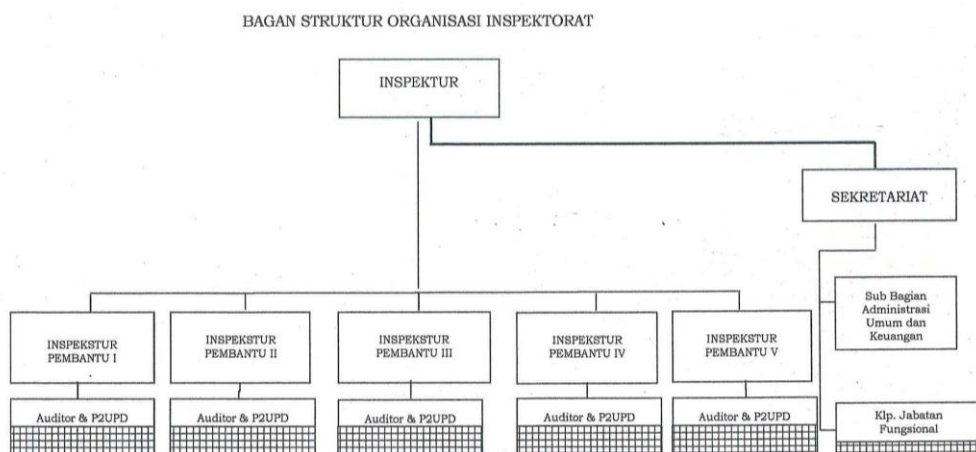 BAGAN STRUKTUR ORGANISASI INSPEKTORAT
INSPEKTUR
SEKRETARIAT
Sub Bagian
Administrasi
Umum dan
Keuangan
INSPEKSTUR
PEMBANTU I
INSPEKSTUR
PEMBANTU II
INSPEKSTUR
PEMBANTU III
INSPEKSTUR
PEMBANTU IV
INSPEKSTUR
PEMBANTU V
Auditor & P2UPD
Auditor & P2UPD
Auditor & P2UPD
Auditor & P2UPD
Auditor & P2UPD
Klp. Jabatan
Fungsional